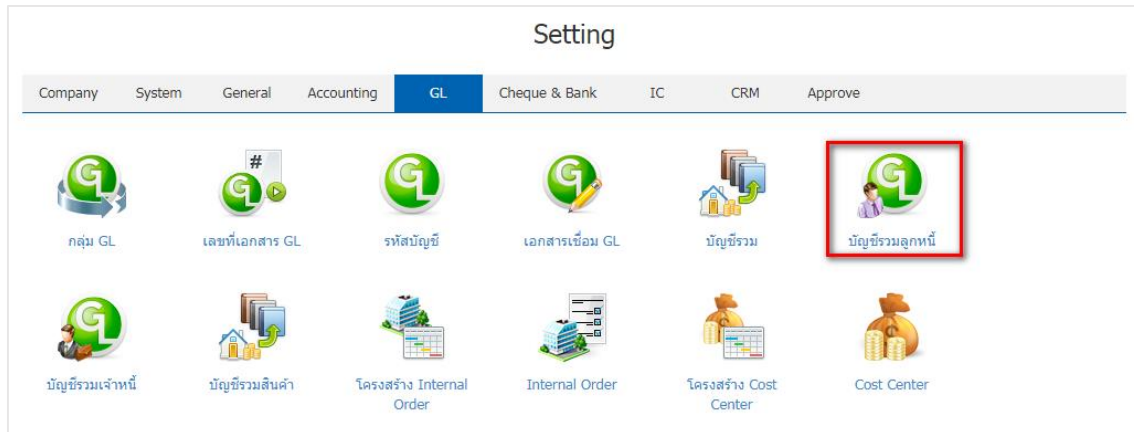 Setting
Company System General Accounting GL Cheque & Bank IC CRM Approve
กลุ่ม GL เลขที่เอกสาร GL รหัสบัญชี เอกสารเชื่อม GL บัญชีรวม บัญชีรวมลูกหนี้
บัญชีรวมเจ้าหนี้ บัญชีรวมสินค้า โครงสร้าง Internal Internal Order โครงสร้าง Cost Cost Center
Order Center